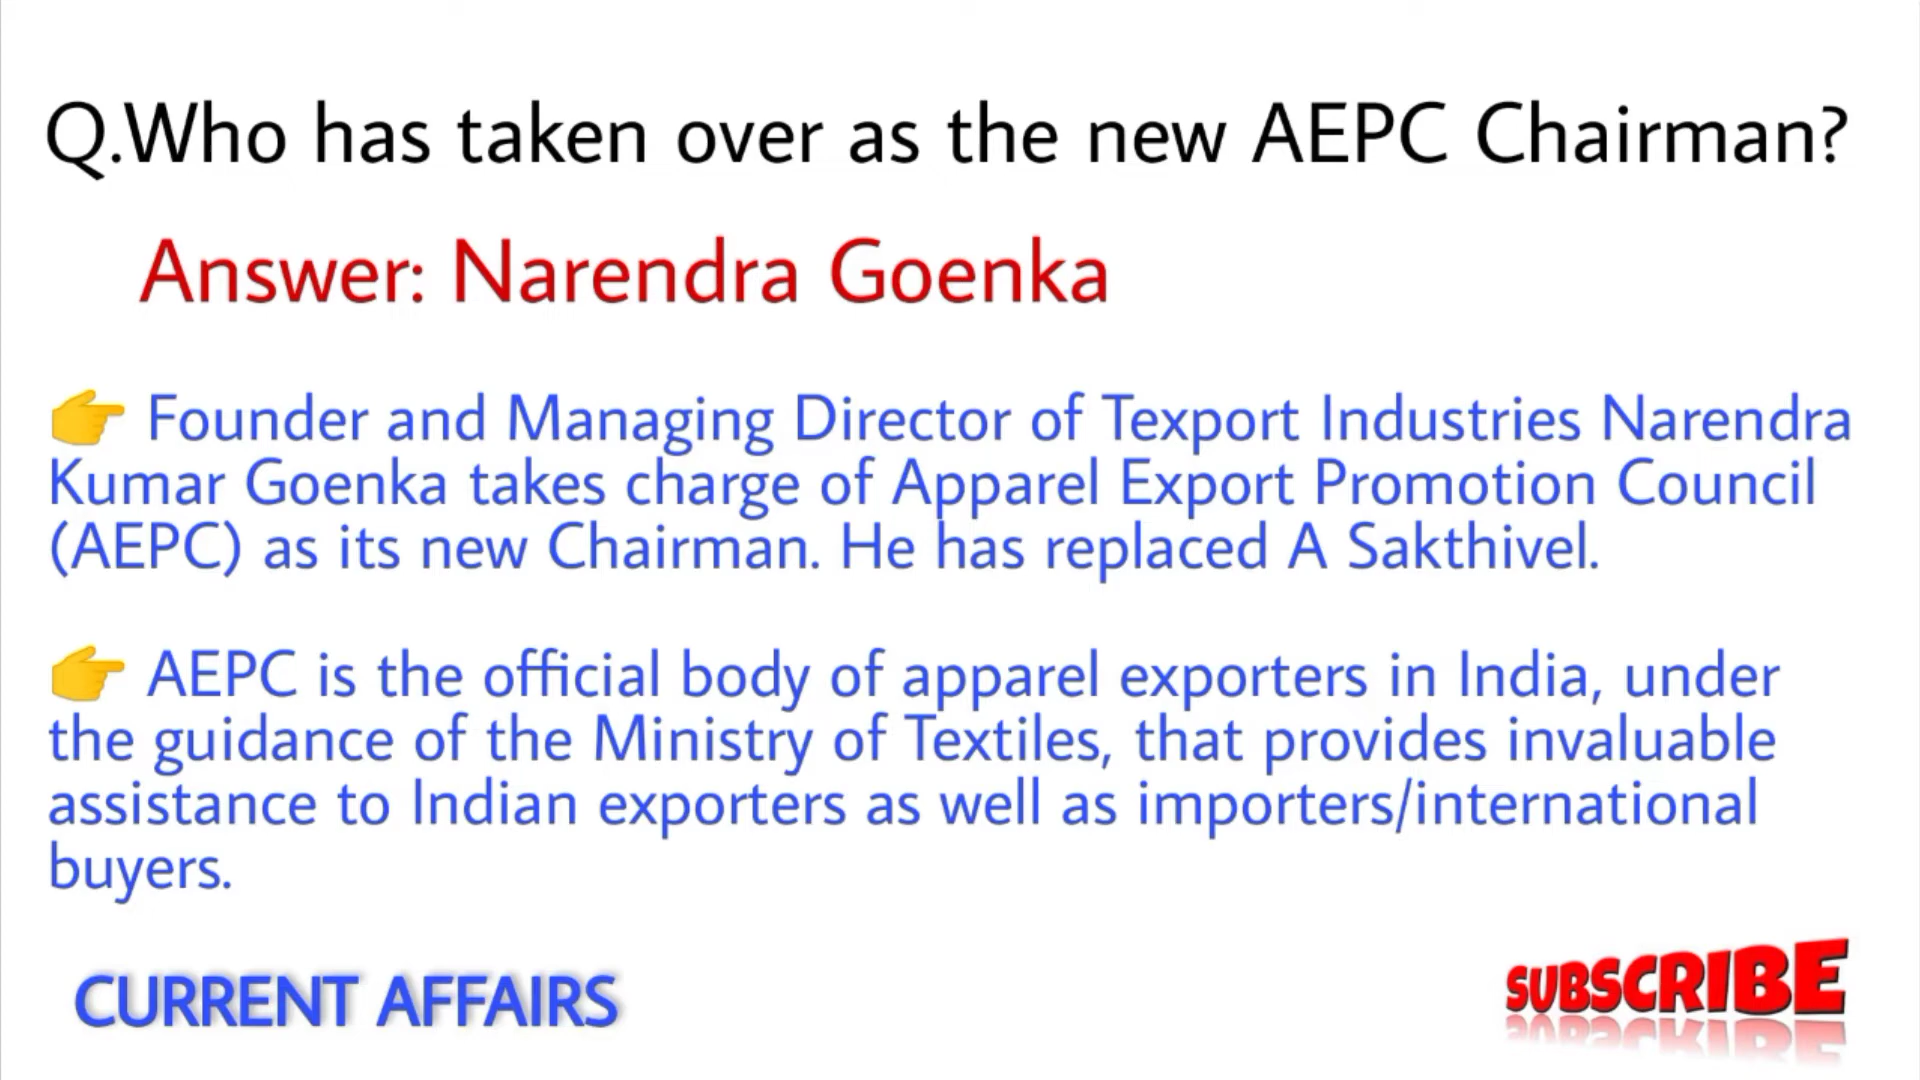 Q.Who has taken over as the new AEPC Chairman?
Answer: Narendra Goenka
👉 Founder and Managing Director of Texport Industries Narendra
Kumar Goenka takes charge of Apparel Export Promotion Council
(AEPC) as its new Chairman. He has replaced A Sakthivel.
👉 AEPC is the official body of apparel exporters in India, under
the guidance of the Ministry of Textiles, that provides invaluable
assistance to Indian exporters as well as importers/international
buyers.
CURRENT AFFAIRS
SUBSCRIBE